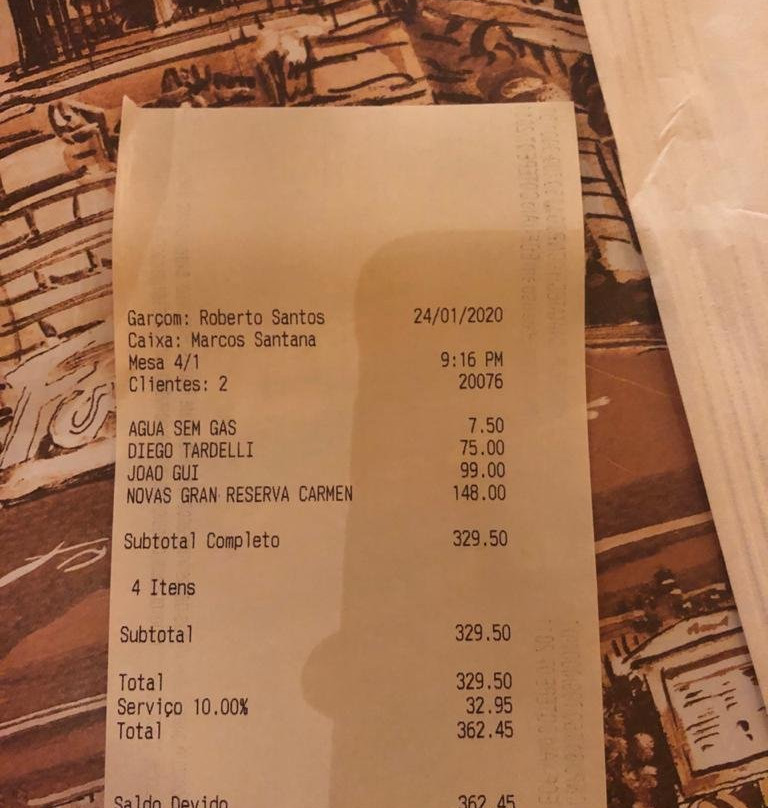 Garçom: Roberto Santos 24/01/2020
Caixa: Marcos Santana
Mesa 4/1 9:16 PM
Clientes: 2 20076
AGUA SEM GAS 7.50
DIEGO TARDELLI 75.00
JOAO GUI 99.00
NOVAS GRAN RESERVA CARMEN 148.00
Subtotal Completo 329.50
4 Itens
Subtotal 329.50
Total 329.50
Serviço 10.00% 32.95
Total 362.45
Saldo Devido 362.45